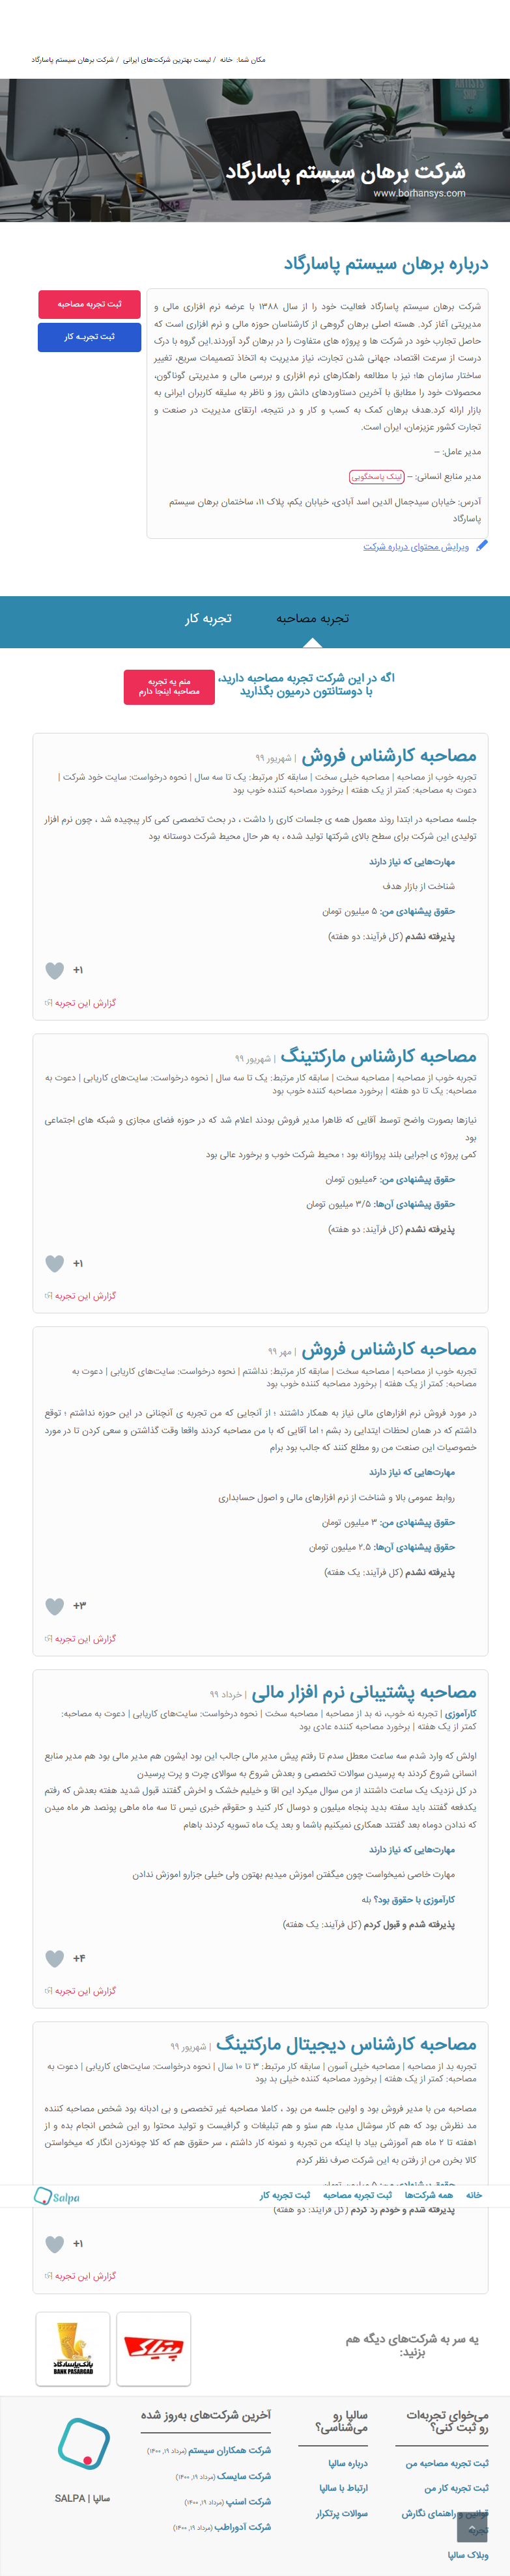 مکان شما: خانه / لیست بهترین شرکت‌های ایرانی / شرکت برهان سیستم پاسارگاد
شرکت برهان سیستم پاسارگاد
www.borhansys.com
درباره برهان سیستم پاسارگاد
شرکت برهان سیستم پاسارگاد فعالیت خود را از سال ۱۳۸۸ با عرضه نرم افزاری مالی و
مدیریتی آغاز کرد. هسته اصلی برهان گروهی از کارشناسان حوزه مالی و نرم افزاری است که
حاصل تجارب خود در شرکت ها و پروژه های متفاوت را در برهان گرد آوردند.این گروه با درک
درست از سرعت اقتصاد، جهانی شدن تجارت، نیاز مدیریت به اتخاذ تصمیمات سریع، تغییر
ساختار سازمان ها؛ نیز با مطالعه راهکارهای نرم افزاری و بررسی مالی و مدیریتی گوناگون،
محصولات خود را مطابق با آخرین دستاوردهای دانش روز و ناظر به سلیقه کاربران ایرانی به
بازار ارائه کرد.هدف برهان کمک به کسب و کار و در نتیجه، ارتقای مدیریت در صنعت و
تجارت کشور عزیزمان، ایران است.
مدیر عامل: --
مدیر منابع انسانی: -- لینک پاسخگویی
آدرس: خیابان سیدجمال الدین اسد آبادی، خیابان یکم، پلاک ۱۱، ساختمان برهان سیستم
پاسارگاد
ویرایش محتوای درباره شرکت
ثبت تجربه مصاحبه
ثبت تجربـه کار
تجربه مصاحبه
تجربه کار
اگه در این شرکت تجربه مصاحبه دارید،
با دوستانتون درمیون بگذارید
منم یه تجربه
مصاحبه اینجا دارم
مصاحبه کارشناس فروش | شهریور ۹۹
تجربه خوب از مصاحبه | مصاحبه خیلی سخت | سابقه کار مرتبط: یک تا سه سال | نحوه درخواست: سایت خود شرکت |
دعوت به مصاحبه: کمتر از یک هفته | برخورد مصاحبه کننده خوب بود
جلسه مصاحبه در ابتدا روند معمول همه ی جلسات کاری را داشت ، در بحث تخصصی کمی کار پیچیده شد ، چون نرم افزار
تولیدی این شرکت برای سطح بالای شرکتها تولید شده ، به هر حال محیط شرکت دوستانه بود
مهارت‌هایی که نیاز دارند
شناخت از بازار هدف
حقوق پیشنهادی من: ۵ میلیون تومان
پذیرفته نشدم (کل فرآیند: دو هفته)
+۱
گزارش این تجربه
مصاحبه کارشناس مارکتینگ | شهریور ۹۹
تجربه خوب از مصاحبه | مصاحبه سخت | سابقه کار مرتبط: یک تا سه سال | نحوه درخواست: سایت‌های کاریابی | دعوت به
مصاحبه: یک تا دو هفته | برخورد مصاحبه کننده خوب بود
نیازها بصورت واضح توسط آقایی که ظاهرا مدیر فروش بودند اعلام شد که در حوزه فضای مجازی و شبکه های اجتماعی
بود
کمی پروژه ی اجرایی بلند پروازانه بود ؛ محیط شرکت خوب و برخورد عالی بود
حقوق پیشنهادی من: ۶میلیون تومان
حقوق پیشنهادی آن‌ها: ۳/۵ میلیون تومان
پذیرفته نشدم (کل فرآیند: دو هفته)
+۱
گزارش این تجربه
مصاحبه کارشناس فروش | مهر ۹۹
تجربه خوب از مصاحبه | مصاحبه سخت | سابقه کار مرتبط: نداشتم | نحوه درخواست: سایت‌های کاریابی | دعوت به
مصاحبه: کمتر از یک هفته | برخورد مصاحبه کننده خوب بود
در مورد فروش نرم افزارهای مالی نیاز به همکار داشتند ؛ از آنجایی که من تجربه ی آنچنانی در این حوزه نداشتم ؛ توقع
داشتم که در همان لحظات ابتدایی رد بشم ؛ اما آقایی که با من مصاحبه کردند واقعا وقت گذاشتن و سعی کردن تا در مورد
خصوصیات این صنعت من رو مطلع کنند که جالب بود برام
مهارت‌هایی که نیاز دارند
روابط عمومی بالا و شناخت از نرم افزارهای مالی و اصول حسابداری
حقوق پیشنهادی من: ۳ میلیون تومان
حقوق پیشنهادی آن‌ها: ۲.۵ میلیون تومان
پذیرفته نشدم (کل فرآیند: یک هفته)
+۳
گزارش این تجربه
مصاحبه پشتیبانی نرم افزار مالی | خرداد ۹۹
کارآموزی | تجربه نه خوب، نه بد از مصاحبه | مصاحبه سخت | نحوه درخواست: سایت‌های کاریابی | دعوت به مصاحبه:
کمتر از یک هفته | برخورد مصاحبه کننده عادی بود
اولش که وارد شدم سه ساعت معطل سدم تا رفتم پیش مدیر مالی جالب این بود ایشون هم مدیر مالی بود هم مدیر منابع
انسانی شروع کردند به پرسیدن سوالات تخصصی و بعدش شروع به سوالای چرت و پرت پرسیدن
در کل نزدیک یک ساعت داشتند از من سوال میکرد این اقا و خیلیم خشک و اخرش گفتند قبول شدید هفته بعدش که رفتم
یکدفعه گفتند باید سفته بدید پنجاه میلیون و دوسال کار کنید و حقوقم خبری نیس تا سه ماه ماهی پونصد هر ماه میدن
که ندادن دوماه بعد گفتند همکاری نمیکنیم باشما و بعد یک ماه تسویه کردند باهام
مهارت‌هایی که نیاز دارند
مهارت خاصی نمیخواست چون میگفتن اموزش میدیم بهتون ولی خیلی جزارو اموزش ندادن
کارآموزی با حقوق بود؟ بله
پذیرفته شدم و قبول کردم (کل فرآیند: یک هفته)
+۴
گزارش این تجربه
مصاحبه کارشناس دیجیتال مارکتینگ | شهریور ۹۹
تجربه بد از مصاحبه | مصاحبه خیلی آسون | سابقه کار مرتبط: ۳ تا ۱۰ سال | نحوه درخواست: سایت‌های کاریابی | دعوت به
مصاحبه: کمتر از یک هفته | برخورد مصاحبه کننده خیلی بد بود
مصاحبه من با مدیر فروش بود و اولین جلسه من بود ، کاملا مصاحبه غیر تخصصی و بی ادبانه بود شخص مصاحبه کننده
مد نظرش بود که هم کار سوشال مدیا، هم سئو و هم تبلیغات و گرافیست و تولید محتوا رو این شخص انجام بده و از
اهفته تا ۲ ماه هم آموزشی بیاد با اینکه من تجربه و نمونه کار داشتم ، سر حقوق هم که کلا چونه‌زدن انگار که میخواستن
کالا بخرن من از رفتن به این شرکت صرف نظر کردم
خانه
همه شرکت‌ها
ثبت تجربه مصاحبه
ثبت تجربه کار
Salpa
پذیرفته شدم و خودم رد کردم (کل فرآیند: دو هفته)
+۱
گزارش این تجربه
یه سر به شرکت‌های دیگه هم
بزنید:
بانک پاسارگاد
BANK PASARGAD
می‌خوای تجربه‌ات
رو ثبت کنی؟
ثبت تجربه مصاحبه من
ثبت تجربه کار من
قوانین و راهنمای نگارش
تجربه
وبلاگ سالپا
سالپا رو
می‌شناسی؟
درباره سالپا
ارتباط با سالپا
سوالات پرتکرار
آخرین شرکت‌های به‌روز شده
شرکت همکاران سیستم (مرداد ۱۹, ۱۴۰۰)
شرکت سایسک (مرداد ۱۹, ۱۴۰۰)
شرکت اسنپ (مرداد ۱۹, ۱۴۰۰)
شرکت آدوراطب (مرداد ۱۹, ۱۴۰۰)
سالپا | SALPA